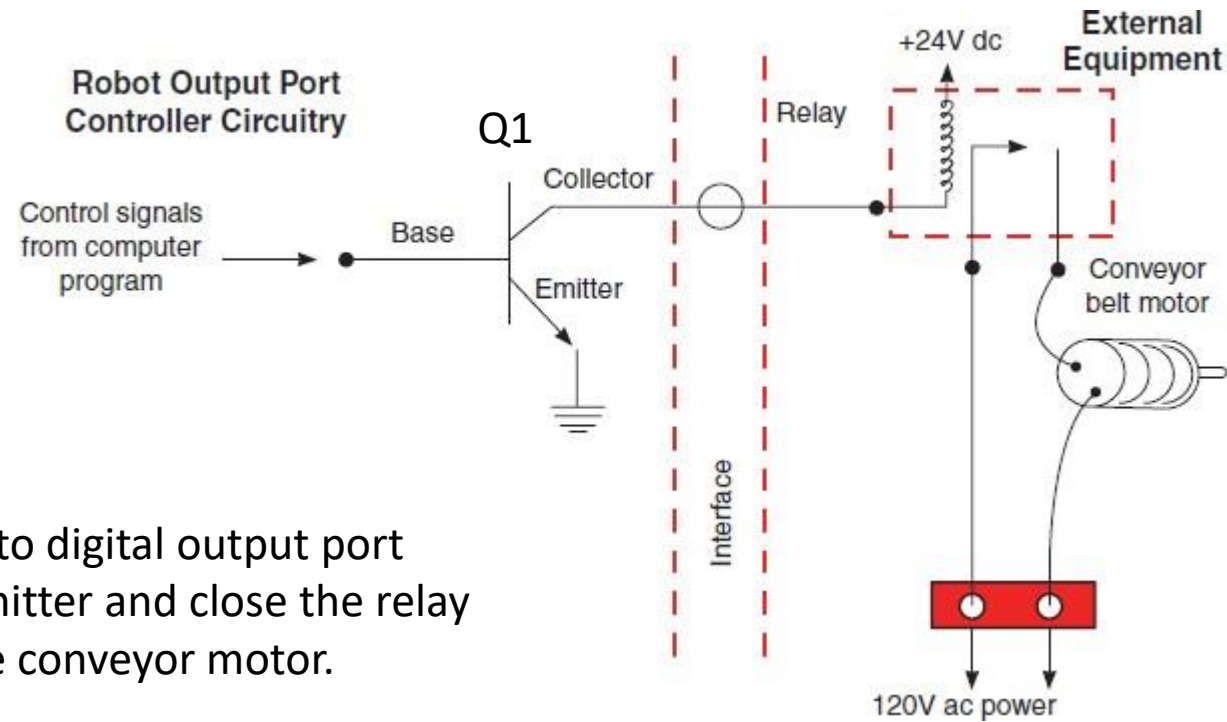 Robot Output Port
Controller Circuitry
Q1
Control signals
from computer
program
Base
Collector
Emitter
Interface
Relay
+24V dc
External
Equipment
Conveyor
belt motor
120V ac power
to digital output port
nitter and close the relay
e conveyor motor.